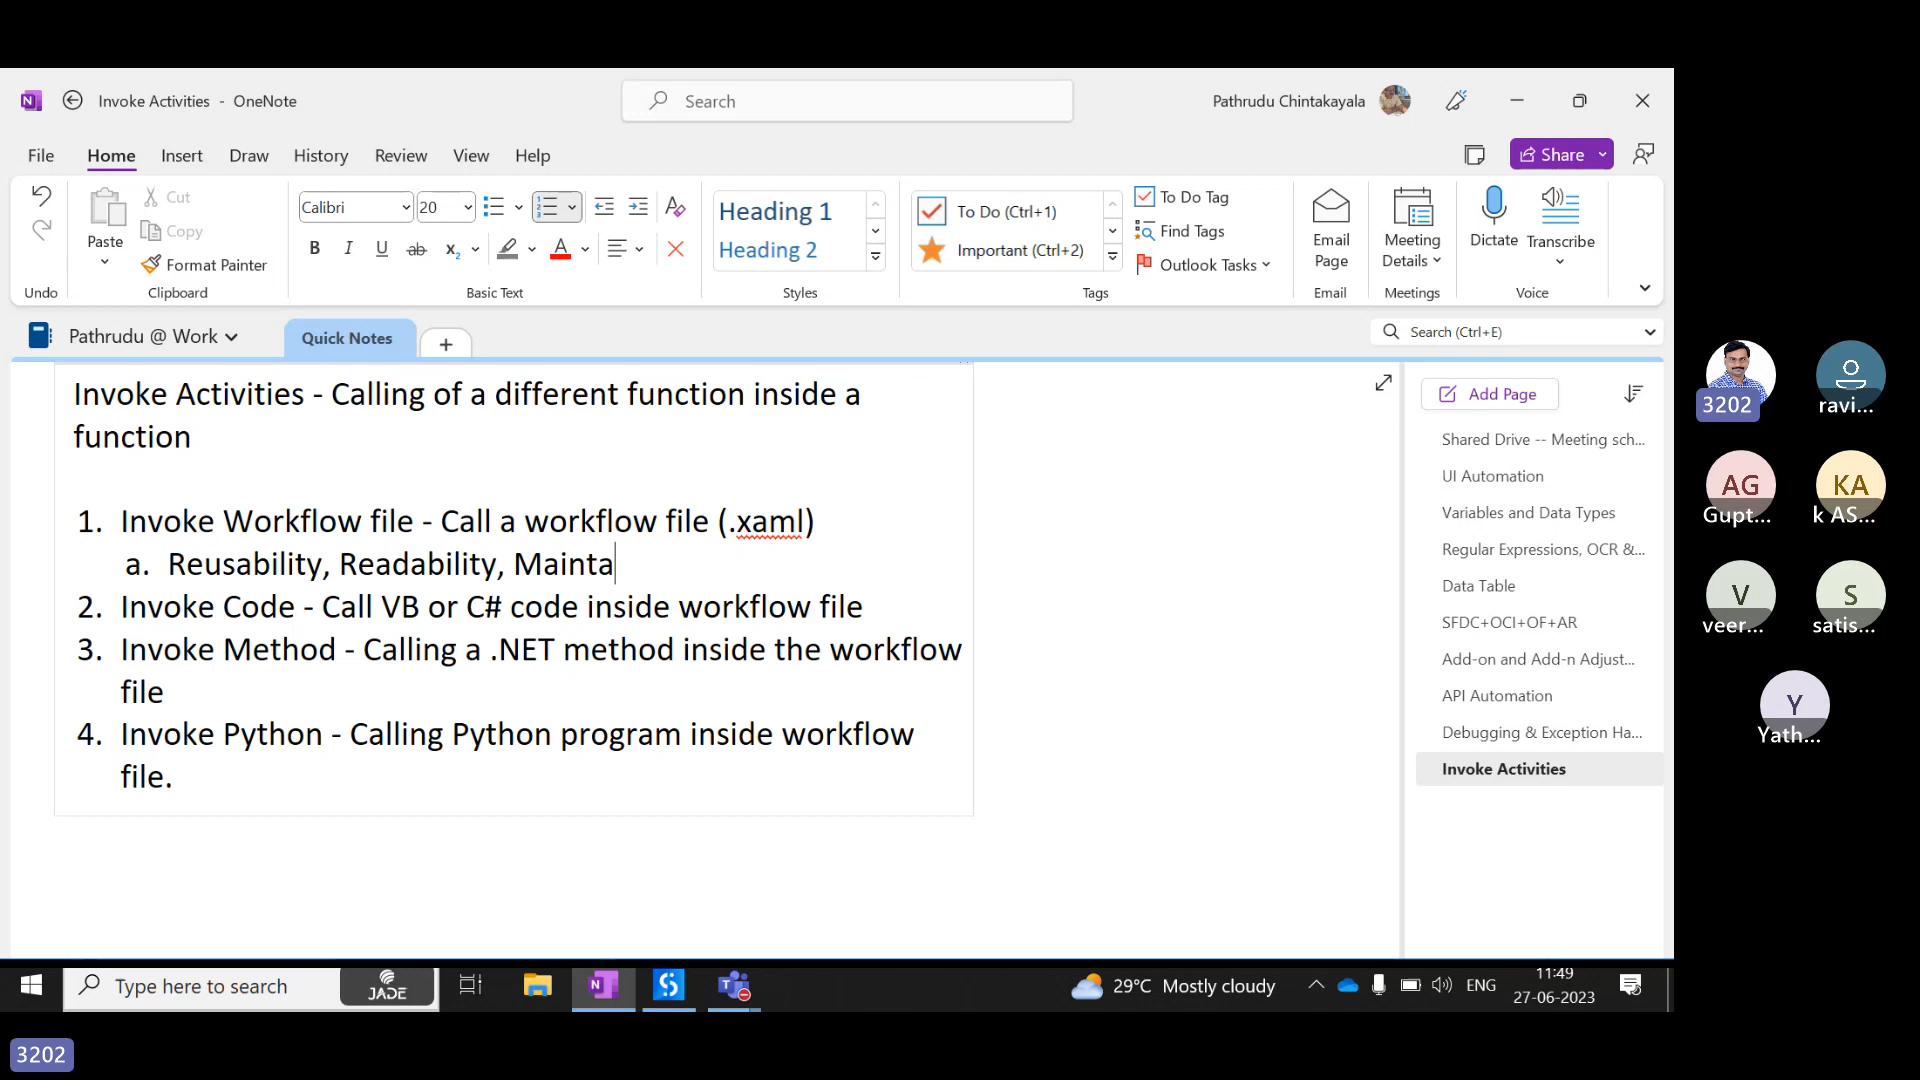 Invoke Activities - OneNote
Search
Pathrudu Chintakayala
File Home Insert Draw History Review View Help
Share
Paste
Cut
Copy
Format Painter
Calibri 20
Heading 1
Heading 2
To Do (Ctrl+1)
Important (Ctrl+2)
To Do Tag
Find Tags
Outlook Tasks
Email Page
Meeting Details
Dictate
Transcribe
Undo Clipboard Basic Text Styles Tags Email Meetings Voice
Pathrudu @ Work
Quick Notes
Search (Ctrl+E)
Invoke Activities - Calling of a different function inside a
function
1. Invoke Workflow file - Call a workflow file (.xaml)
a. Reusability, Readability, Mainta
2. Invoke Code - Call VB or C# code inside workflow file
3. Invoke Method - Calling a .NET method inside the workflow
file
4. Invoke Python - Calling Python program inside workflow
file.
Add Page
Shared Drive -- Meeting sch...
UI Automation
Variables and Data Types
Regular Expressions, OCR &...
Data Table
SFDC+OCI+OF+AR
Add-on and Add-n Adjust...
API Automation
Debugging & Exception Ha...
Invoke Activities
3202
ravi...
AG
Gupt...
KA
k AS...
V
veer...
S
satis...
Y
Yath...
Type here to search
JADE
29°C Mostly cloudy
ENG
11:49
27-06-2023
3202